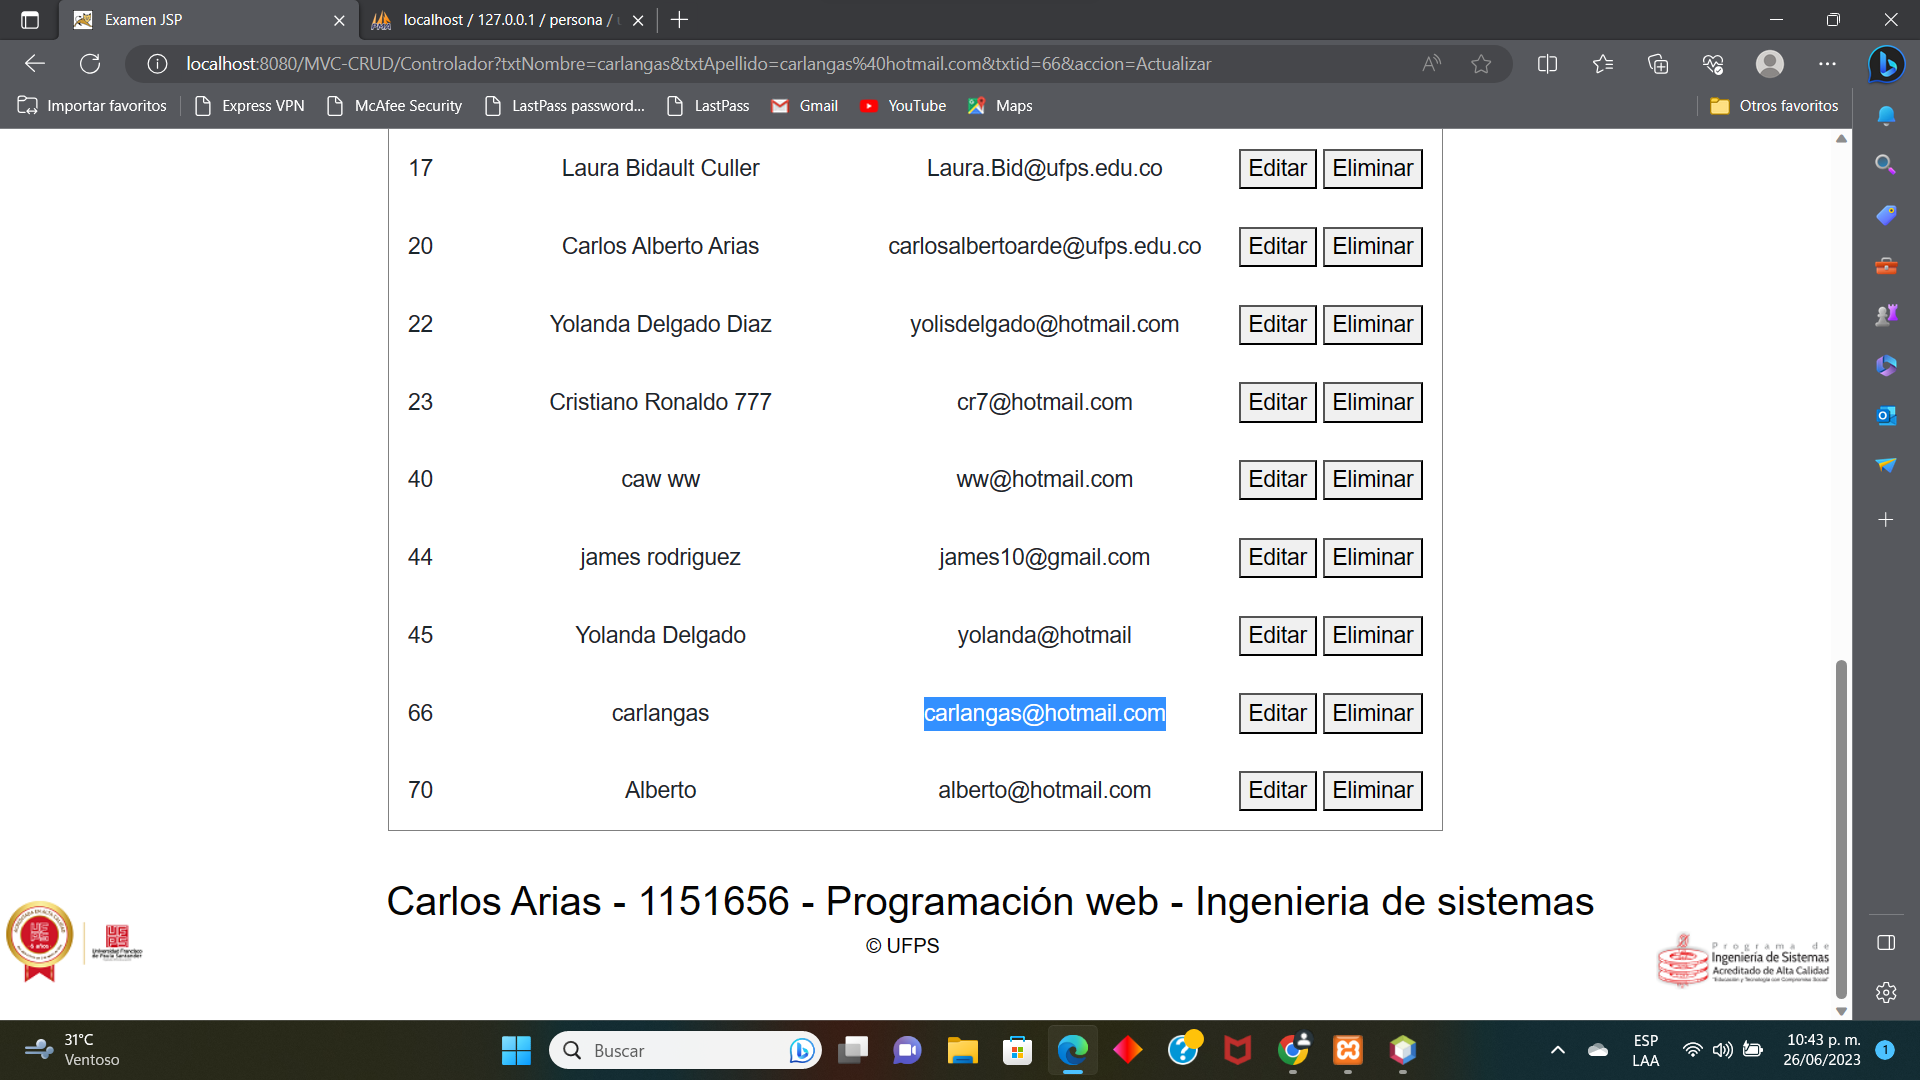 Examen JSP
localhost / 127.0.0.1 / persona /
localhost:8080/MVC-CRUD/Controlador?txtNombre=carlangas&txtApellido=carlangas%40hotmail.com&txtid=66&accion=Actualizar
Importar favoritos Express VPN McAfee Security LastPass password... LastPass Gmail YouTube Maps Otros favoritos
17 Laura Bidault Culler Laura.Bid@ufps.edu.co Editar Eliminar
20 Carlos Alberto Arias carlosalbertoarde@ufps.edu.co Editar Eliminar
22 Yolanda Delgado Diaz yolisdelgado@hotmail.com Editar Eliminar
23 Cristiano Ronaldo 777 cr7@hotmail.com Editar Eliminar
40 caw ww ww@hotmail.com Editar Eliminar
44 james rodriguez james10@gmail.com Editar Eliminar
45 Yolanda Delgado yolanda@hotmail Editar Eliminar
66 carlangas carlangas@hotmail.com Editar Eliminar
70 Alberto alberto@hotmail.com Editar Eliminar
Carlos Arias - 1151656 - Programación web - Ingenieria de sistemas
© UFPS
Universidad Francisco
de Paula Santander
Programa de
Ingeniería de Sistemas
Acreditado de Alta Calidad
31°C
Ventoso
Buscar
ESP
LAA
10:43 p. m.
26/06/2023
1